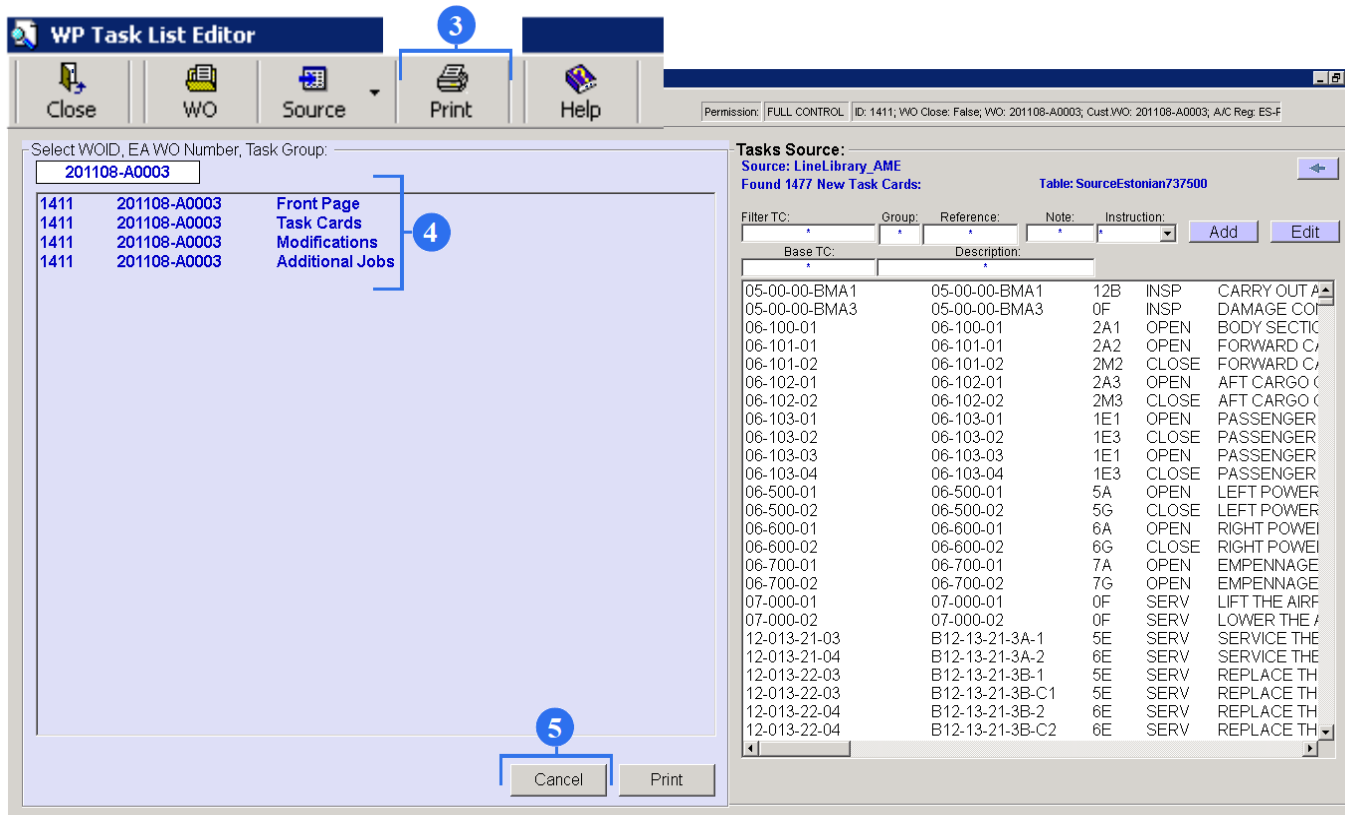 WP Task List Editor
3
Close WO Source Print Help
Permission: FULL CONTROL ID: 1411; WO Close: False; WO: 201108-A0003; Cust.WO: 201108-A0003; A/C Reg: ES-F
Select WOID, EA WO Number, Task Group:
201108-A0003
1411 201108-A0003 Front Page
1411 201108-A0003 Task Cards
1411 201108-A0003 Modifications
1411 201108-A0003 Additional Jobs
4
5
Cancel Print
Tasks Source:
Source: LineLibrary_AME
Found 1477 New Task Cards: Table: SourceEstonian737500
Filter TC: Group: Reference: Note: Instruction:
* * * * * Add Edit
Base TC: Description:
* *
05-00-00-BMA1 05-00-00-BMA1 12B INSP CARRY OUT A
05-00-00-BMA3 05-00-00-BMA3 0F INSP DAMAGE CON
06-100-01 06-100-01 2A1 OPEN BODY SECTIO
06-101-01 06-101-01 2A2 OPEN FORWARD CA
06-101-02 06-101-02 2M2 CLOSE FORWARD CA
06-102-01 06-102-01 2A3 OPEN AFT CARGO C
06-102-02 06-102-02 2M3 CLOSE AFT CARGO C
06-103-01 06-103-01 1E1 OPEN PASSENGER
06-103-02 06-103-02 1E3 CLOSE PASSENGER
06-103-03 06-103-03 1E1 OPEN PASSENGER
06-103-04 06-103-04 1E3 CLOSE PASSENGER
06-500-01 06-500-01 5A OPEN LEFT POWER
06-500-02 06-500-02 5G CLOSE LEFT POWER
06-600-01 06-600-01 6A OPEN RIGHT POWE
06-600-02 06-600-02 6G CLOSE RIGHT POWE
06-700-01 06-700-01 7A OPEN EMPENNAGE
06-700-02 06-700-02 7G OPEN EMPENNAGE
07-000-01 07-000-01 0F SERV LIFT THE AIRP
07-000-02 07-000-02 0F SERV LOWER THE A
12-013-21-03 B12-13-21-3A-1 5E SERV SERVICE THE
12-013-21-04 B12-13-21-3A-2 6E SERV SERVICE THE
12-013-22-03 B12-13-21-3B-1 5E SERV REPLACE TH
12-013-22-03 B12-13-21-3B-C1 5E SERV REPLACE TH
12-013-22-04 B12-13-21-3B-2 6E SERV REPLACE TH
12-013-22-04 B12-13-21-3B-C2 6E SERV REPLACE TH